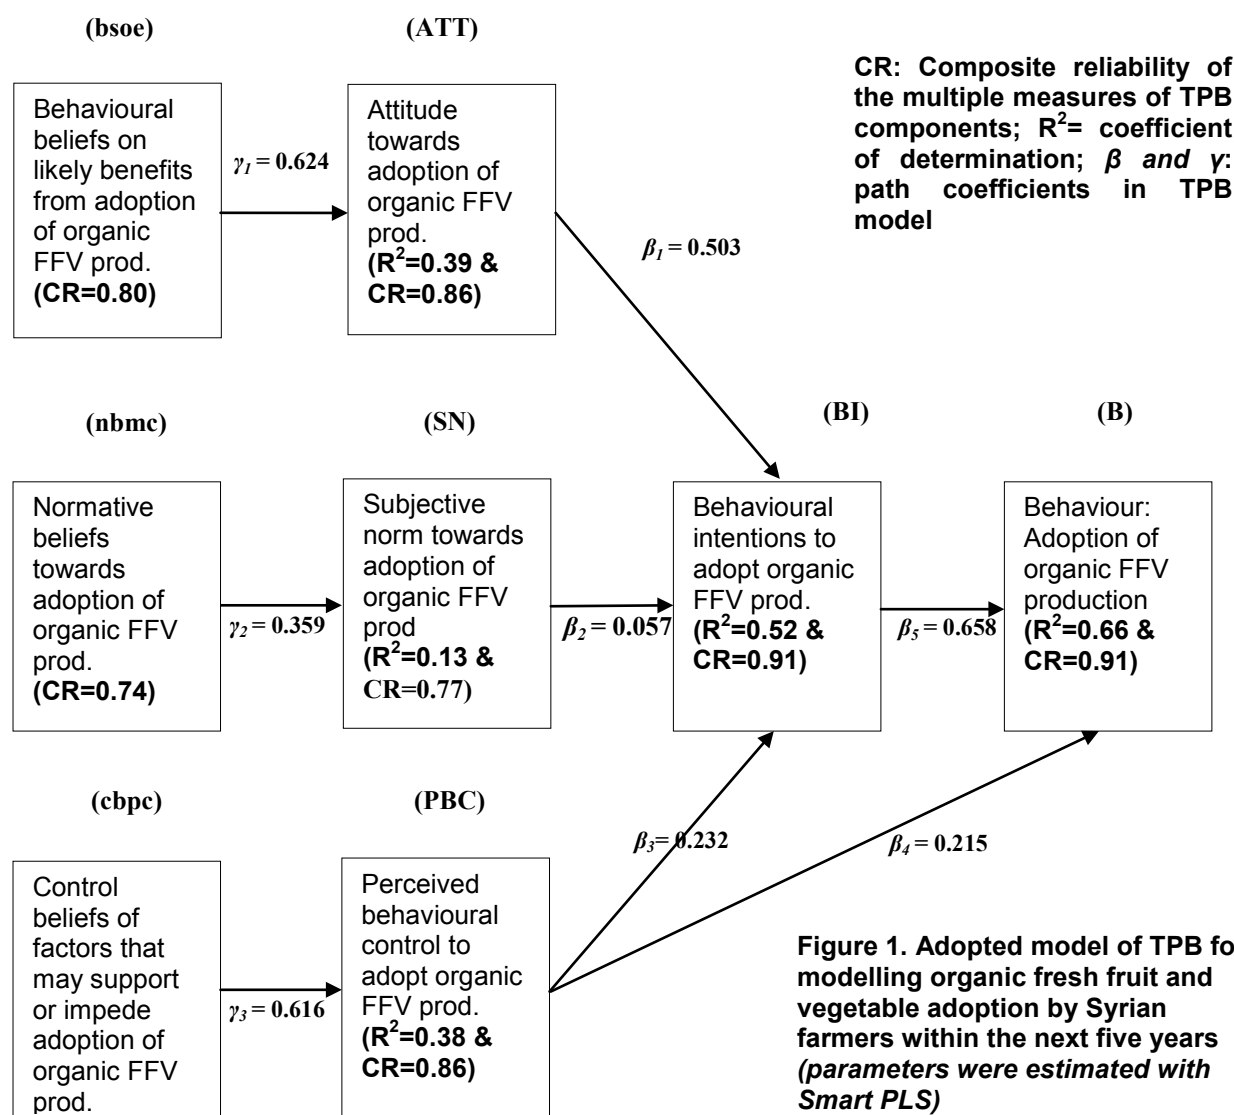 (bsoe)
(ATT)
CR: Composite reliability of
the multiple measures of TPB
components; R²= coefficient
of determination; β and γ:
path coefficients in TPB
model
Behavioural
beliefs on
likely benefits
from adoption
of organic
FFV prod.
(CR=0.80)
γ₁ = 0.624
Attitude
towards
adoption of
organic FFV
prod.
(R²=0.39 &
CR=0.86)
β₁ = 0.503
(nbmc)
(SN)
(BI)
(B)
Normative
beliefs
towards
adoption of
organic FFV
prod.
(CR=0.74)
γ₂ = 0.359
Subjective
norm towards
adoption of
organic FFV
prod
(R²=0.13 &
CR=0.77)
β₂ = 0.057
Behavioural
intentions to
adopt organic
FFV prod.
(R²=0.52 &
CR=0.91)
β₅ = 0.658
Behaviour:
Adoption of
organic FFV
production
(R²=0.66 &
CR=0.91)
(cbpc)
(PBC)
β₃= 0.232
β₄ = 0.215
Control
beliefs of
factors that
may support
or impede
adoption of
organic FFV
prod.
γ₃ = 0.616
Perceived
behavioural
control to
adopt organic
FFV prod.
(R²=0.38 &
CR=0.86)
Figure 1. Adopted model of TPB fo
modelling organic fresh fruit and
vegetable adoption by Syrian
farmers within the next five years
(parameters were estimated with
Smart PLS)